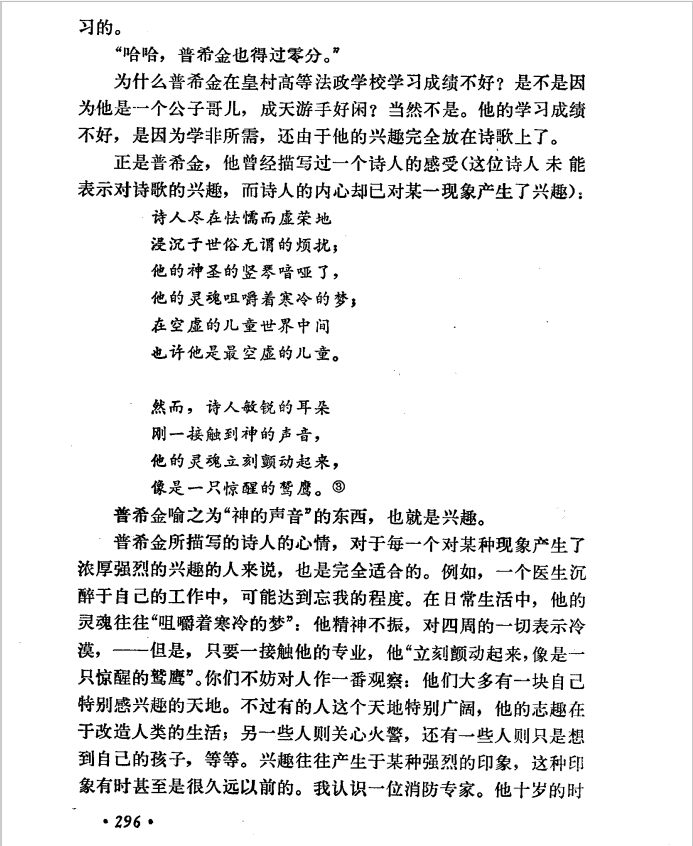 习的。
“哈哈，普希金也得过零分。”
为什么普希金在皇村高等法政学校学习成绩不好？是不是因
为他是一个公子哥儿，成天游手好闲？当然不是。他的学习成绩
不好，是因为学非所需，还由于他的兴趣完全放在诗歌上了。
正是普希金，他曾经描写过一个诗人的感受（这位诗人未能
表示对诗歌的兴趣，而诗人的内心却已对某一现象产生了兴趣）：
诗人尽在怯懦而虚荣地
浸沉于世俗无谓的烦扰；
他的神圣的竖琴喑哑了，
他的灵魂咀嚼着寒冷的梦；
在空虚的儿童世界中间
也许他是最空虚的儿童。
然而，诗人敏锐的耳朵
刚一接触到神的声音，
他的灵魂立刻颤动起来，
像是一只惊醒的鹫鹰。③
普希金喻之为“神的声音”的东西，也就是兴趣。
普希金所描写的诗人的心情，对于每一个对某种现象产生了
浓厚强烈的兴趣的人来说，也是完全适合的。例如，一个医生沉
醉于自己的工作中，可能达到忘我的程度。在日常生活中，他的
灵魂往往“咀嚼着寒冷的梦”：他精神不振，对四周的一切表示冷
漠，——但是，只要一接触他的专业，他“立刻颤动起来，像是一
只惊醒的鹫鹰”。你们不妨对人作一番观察：他们大多有一块自己
特别感兴趣的天地。不过有的人这个天地特别广阔，他的志趣在
于改造人类的生活；另一些人则关心火警，还有一些人则只是想
到自己的孩子，等等。兴趣往往产生于某种强烈的印象，这种印
象有时甚至是很久远以前的。我认识一位消防专家。他十岁的时
·296·